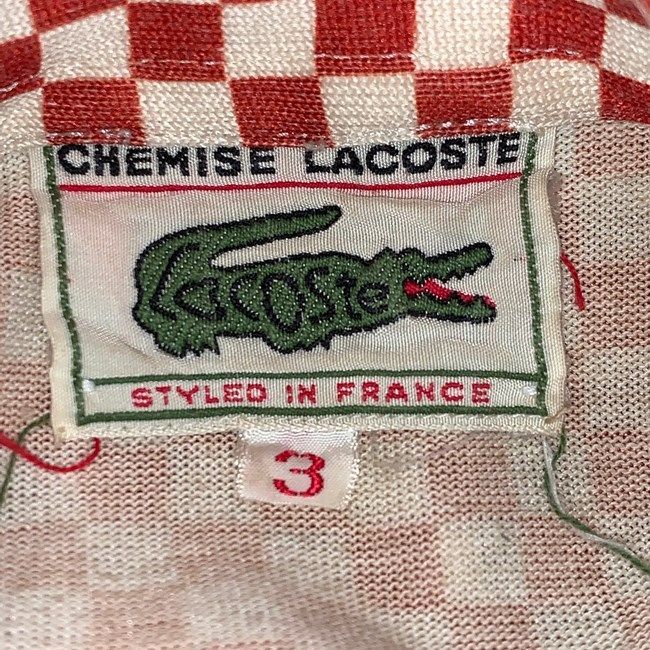 CHEMISE LACOSTE
Lacoste
STYLED IN FRANCE
3